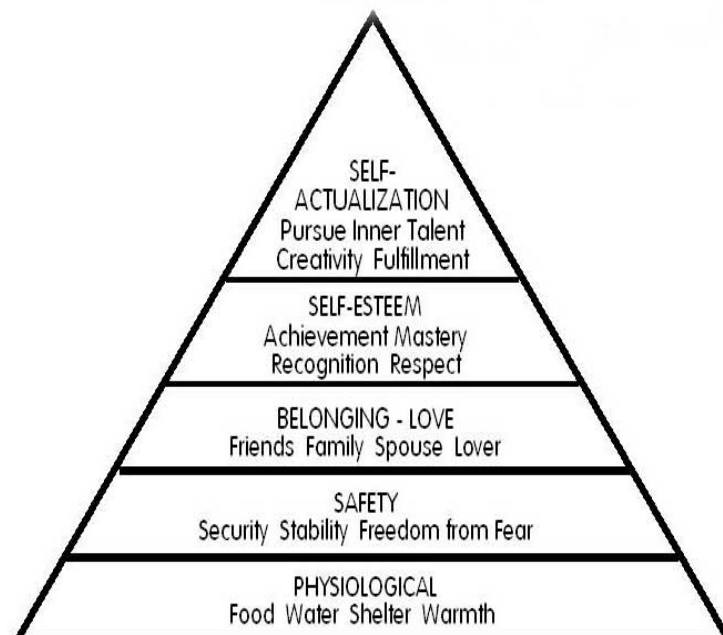 SELF-
ACTUALIZATION
Pursue Inner Talent
Creativity Fulfillment
SELF-ESTEEM
Achievement Mastery
Recognition Respect
BELONGING - LOVE
Friends Family Spouse Lover
SAFETY
Security Stability Freedom from Fear
PHYSIOLOGICAL
Food Water Shelter Warmth